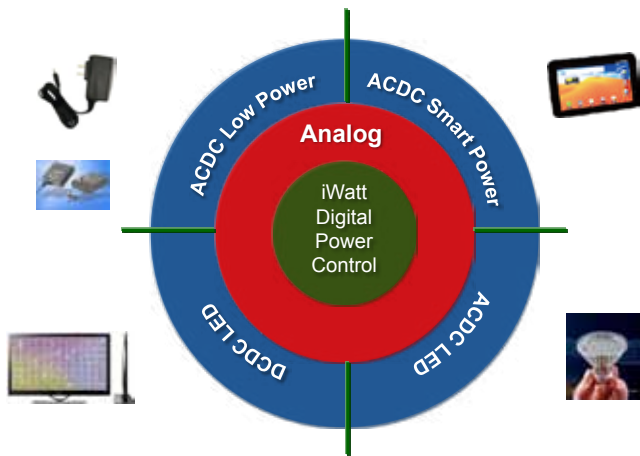 ACDC Low Power
ACDC Smart Power
Analog
iWatt
Digital
Power
Control
DCDC LED
ACDC LED